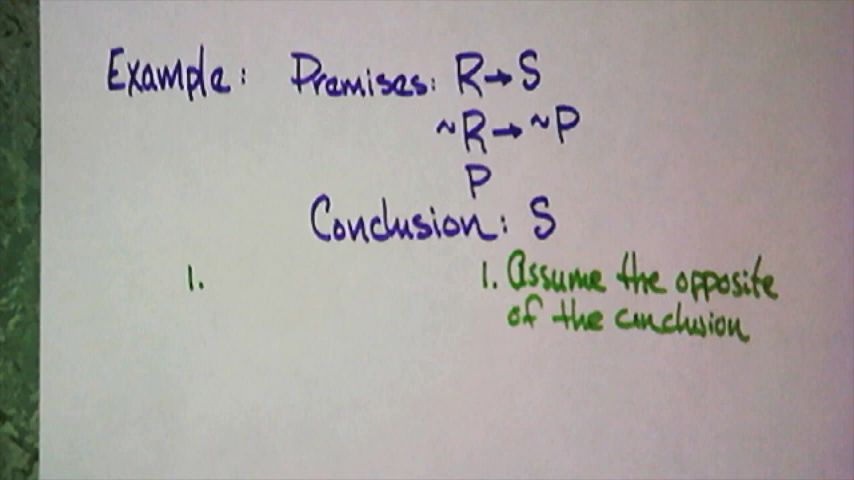 Example: Premises: R→S
~R→~P
P
Conclusion: S
1. 1. Assume the opposite
of the conclusion